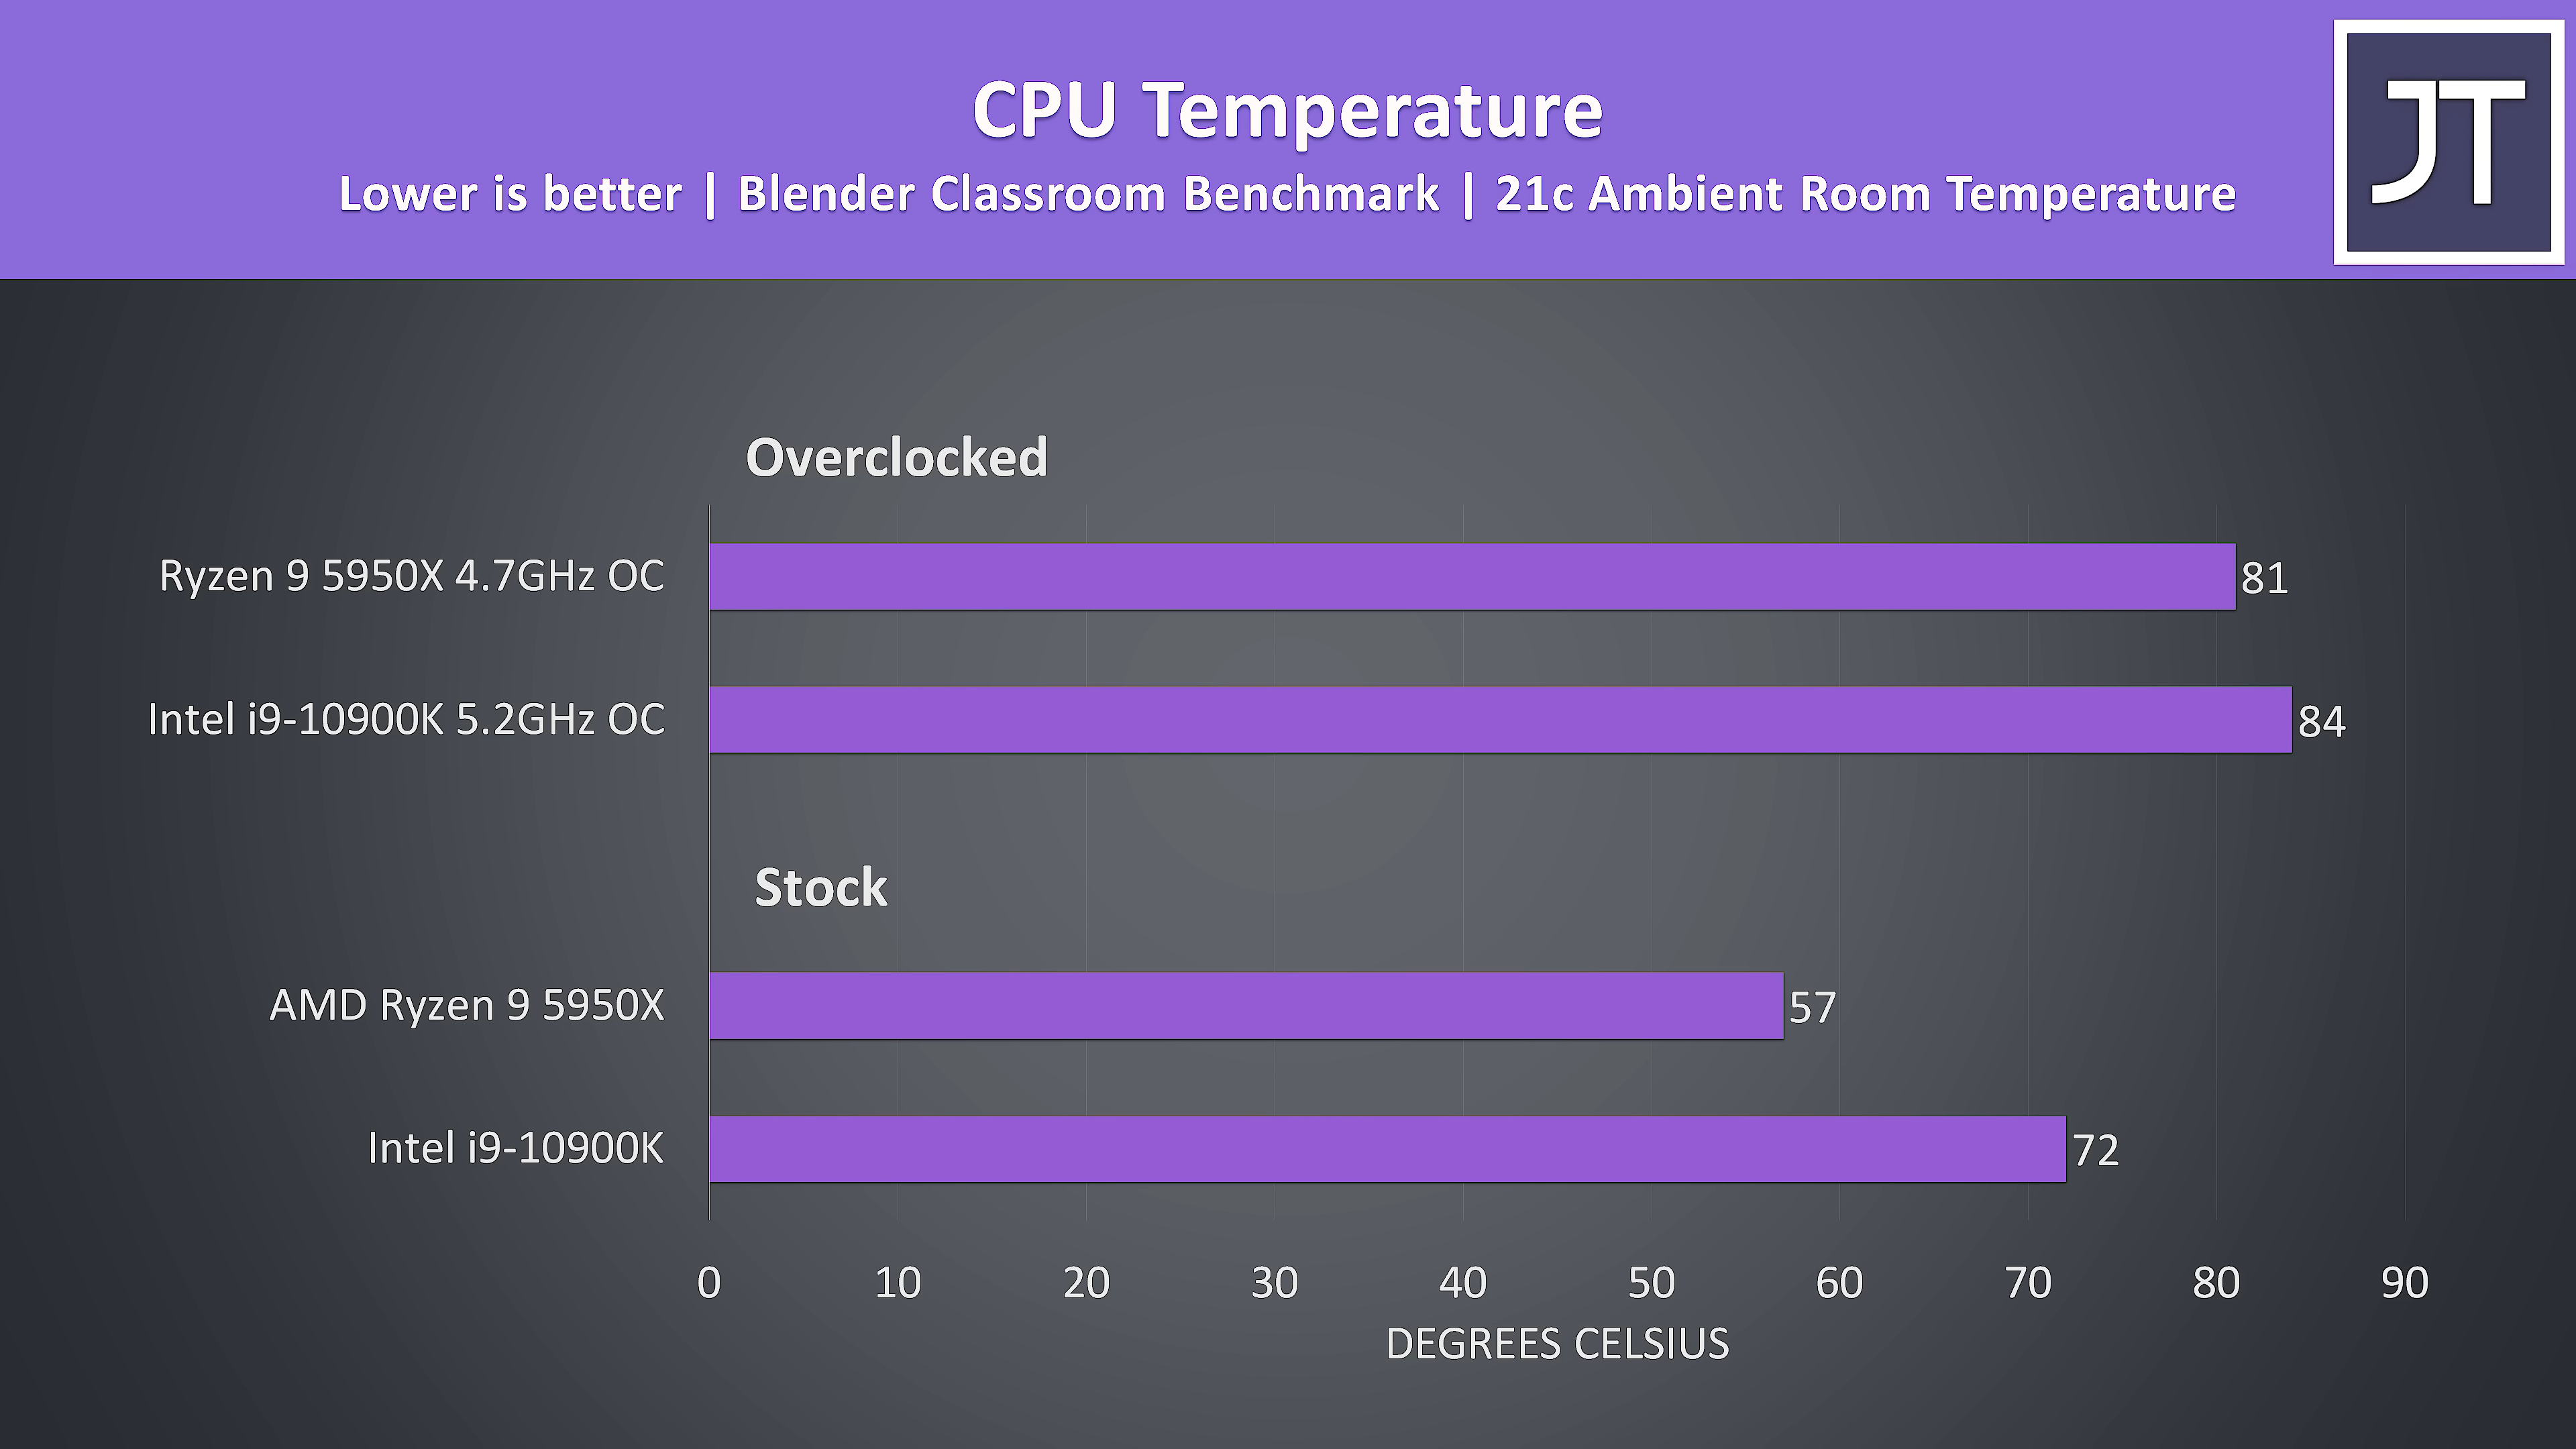 CPU Temperature
Lower is better | Blender Classroom Benchmark | 21c Ambient Room Temperature
JT
Overclocked
Ryzen 9 5950X 4.7GHz OC 81
Intel i9-10900K 5.2GHz OC 84
Stock
AMD Ryzen 9 5950X 57
Intel i9-10900K 72
0 10 20 30 40 50 60 70 80 90
DEGREES CELSIUS